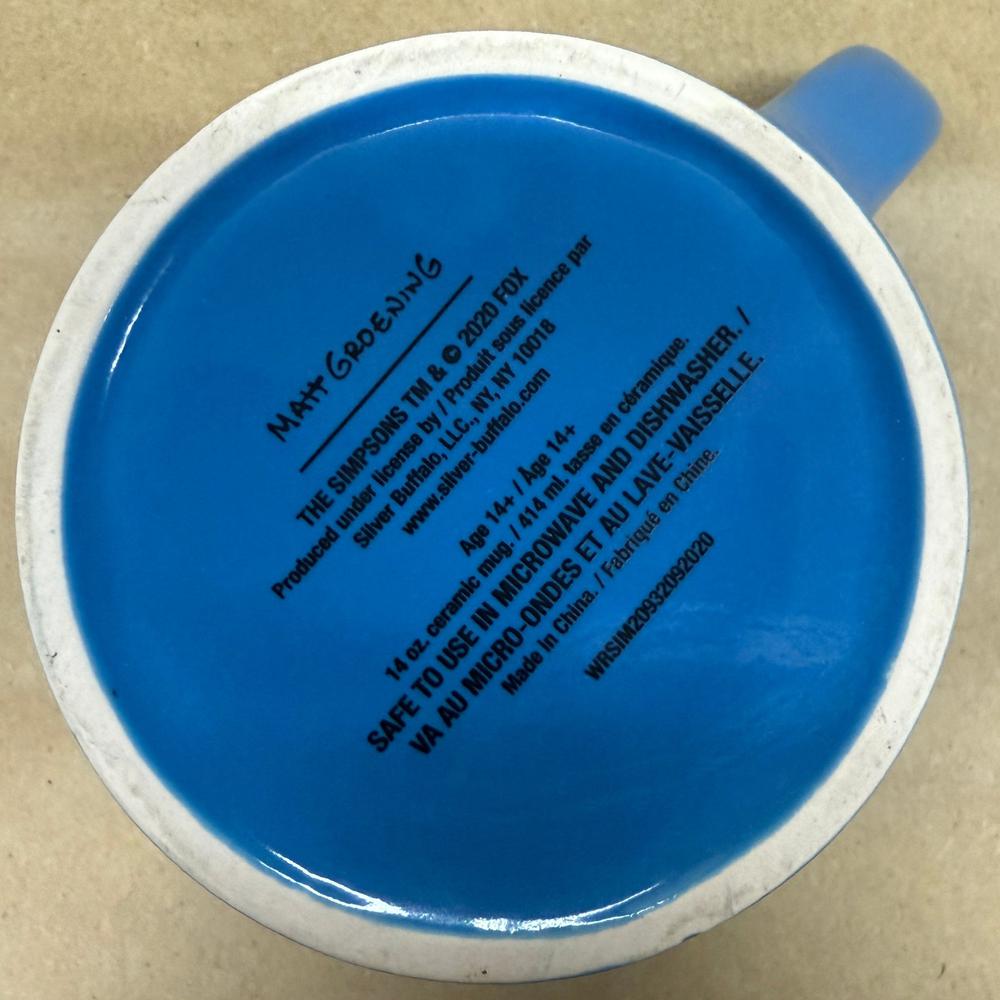 MATT GROENING
THE SIMPSONS TM & © 2020 FOX
Produced under license by / Produit sous licence par
Silver Buffalo, LLC., NY, NY 10018
www.silver-buffalo.com
Age 14+ / Âge 14+
14 oz. ceramic mug. / 414 ml. tasse en céramique.
SAFE TO USE IN MICROWAVE AND DISHWASHER. /
VA AU MICRO-ONDES ET AU LAVE-VAISSELLE.
Made in China. / Fabriqué en Chine.
WRSIM20932092020